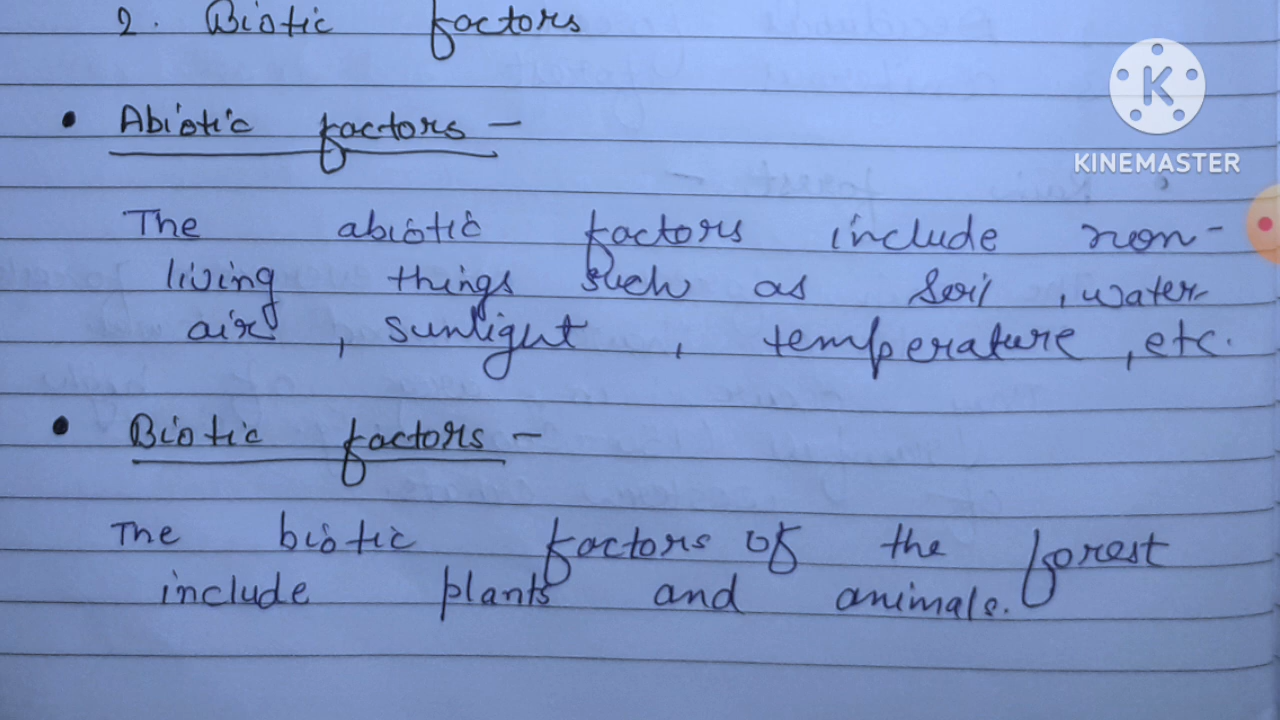 2. Biotic factors
• Abiotic factors –
The abiotic factors include non-
living things such as soil , water
air , sunlight , temperature , etc.
• Biotic factors –
The biotic factors of the forest
include plants and animals.
K
KINEMASTER